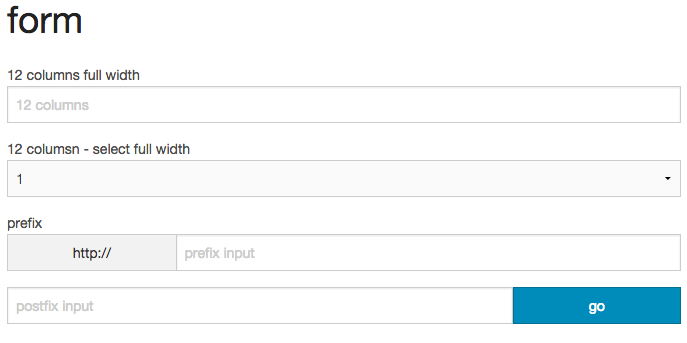 form
12 columns full width
12 columns
12 columsn - select full width
1
prefix
http:// prefix input
postfix input go